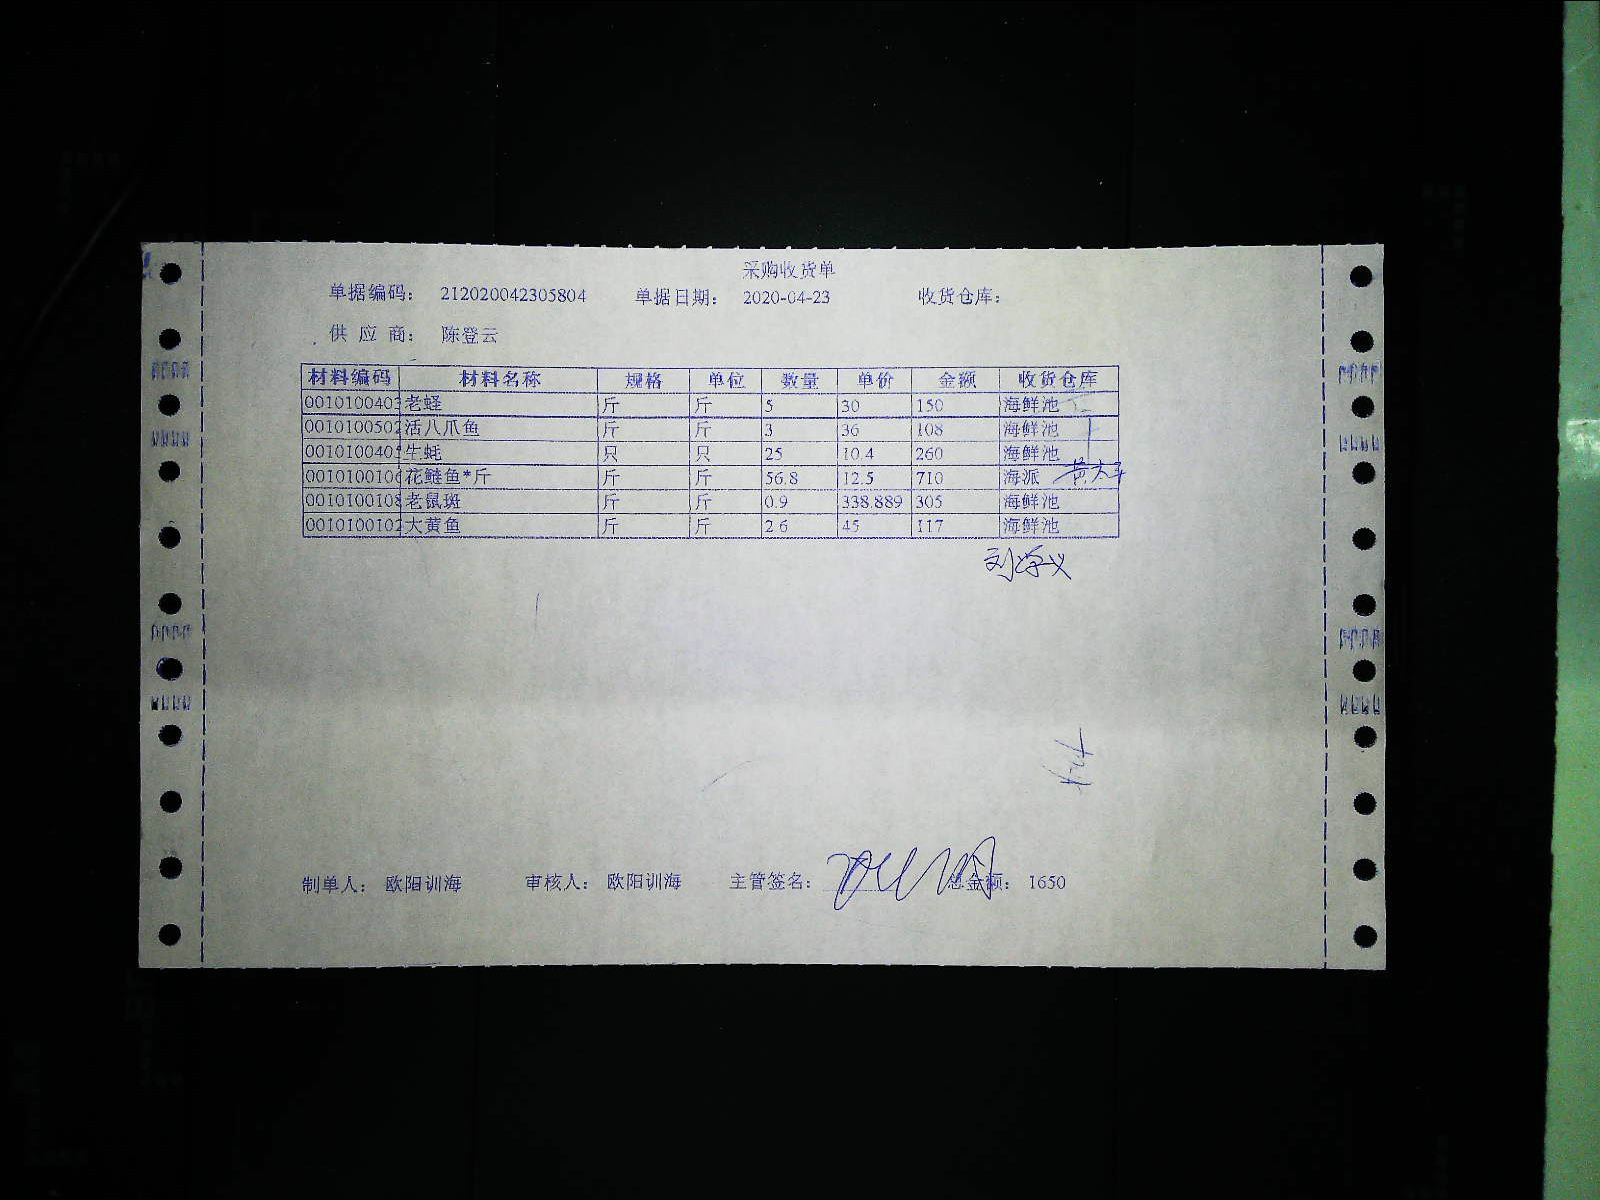 采购收货单
单据编码： 212020042305804 单据日期： 2020-04-23 收货仓库：
供 应 商： 陈登云
材料编码 材料名称 规格 单位 数量 单价 金额 收货仓库
0010100403 老蛏 斤 斤 5 30 150 海鲜池
0010100502 活八爪鱼 斤 斤 3 36 108 海鲜池
001010040 生蚝 只 只 25 10.4 260 海鲜池
0010100106 花鲢鱼*斤 斤 斤 56.8 12.5 710 海派
0010100108 老鼠斑 斤 斤 0.9 338.889 305 海鲜池
0010100102 大黄鱼 斤 斤 2.6 45 117 海鲜池
刘学义
制单人： 欧阳训海 审核人： 欧阳训海 主管签名： 总金额： 1650